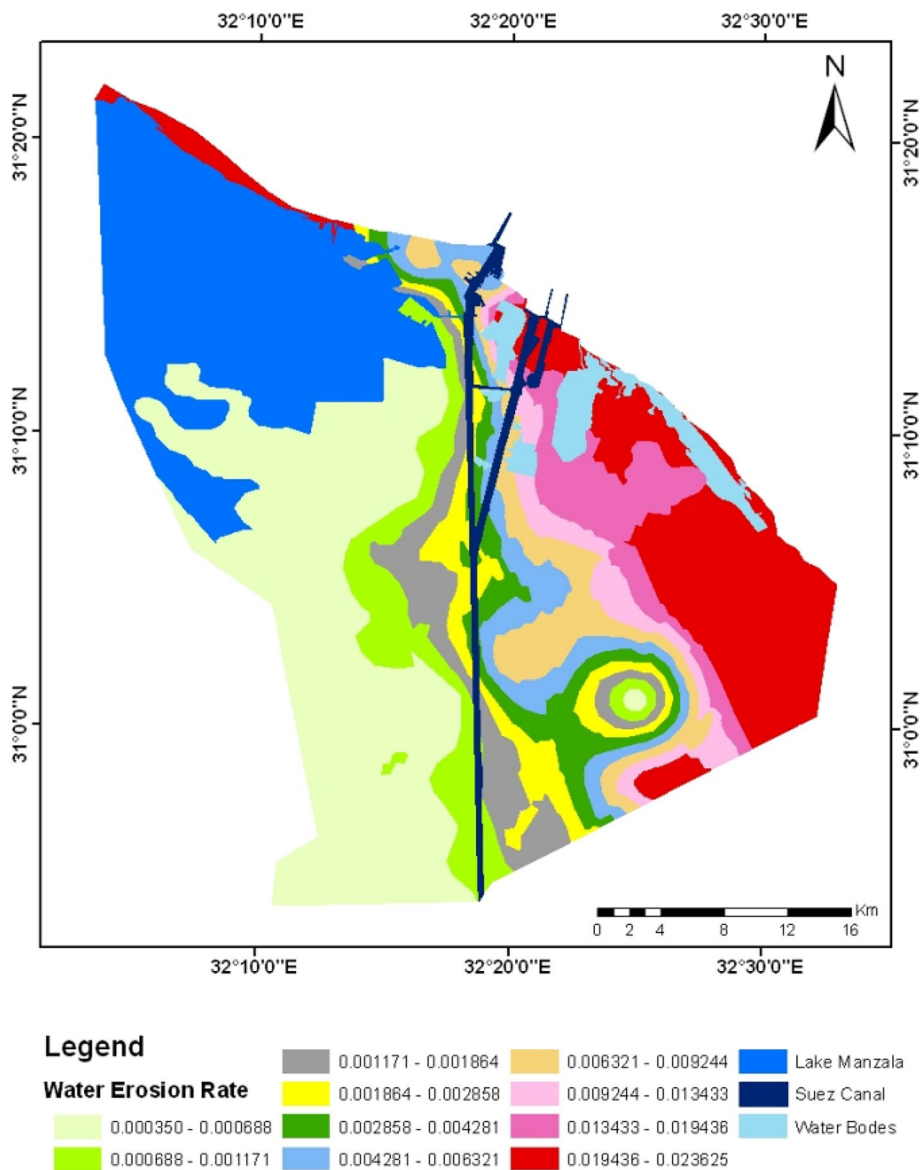 32°10'0"E 32°20'0"E 32°30'0"E
N
31°20'0"N 31°20'0"N
31°10'0"N 31°10'0"N
31°0'0"N 31°0'0"N
Km
0 2 4 8 12 16
32°10'0"E 32°20'0"E 32°30'0"E
Legend
Water Erosion Rate
0.000350 - 0.000688
0.000688 - 0.001171
0.001171 - 0.001864
0.001864 - 0.002858
0.002858 - 0.004281
0.004281 - 0.006321
0.006321 - 0.009244
0.009244 - 0.013433
0.013433 - 0.019436
0.019436 - 0.023625
Lake Manzala
Suez Canal
Water Bodes